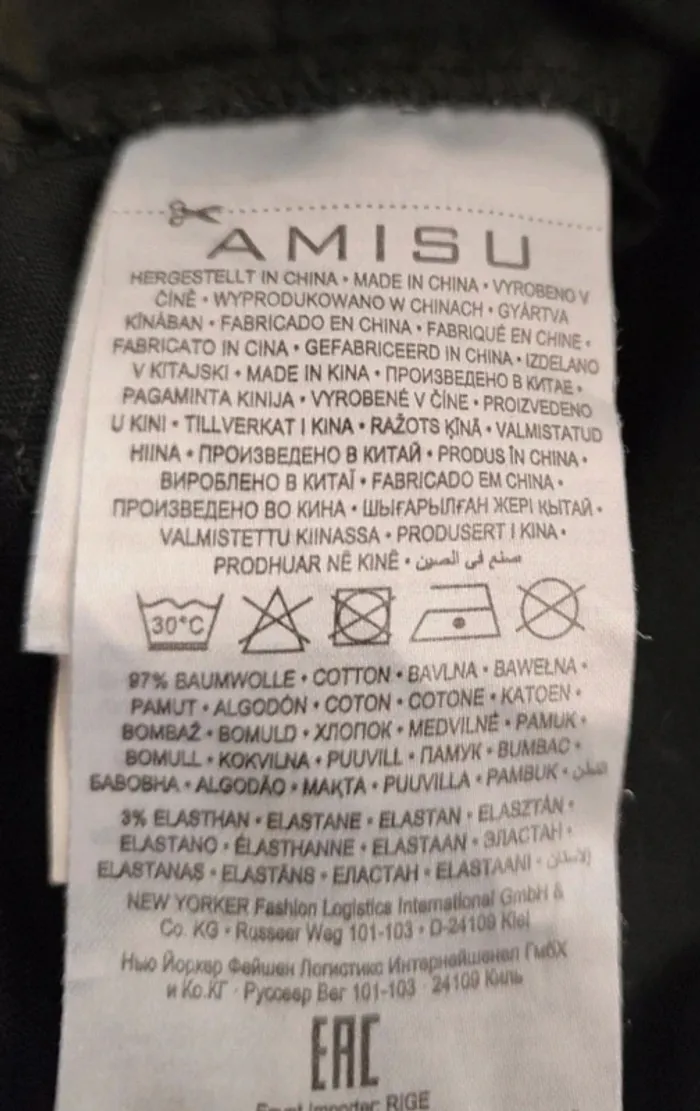 AMISU
HERGESTELLT IN CHINA • MADE IN CHINA • VYROBENO V
ČÍNĚ • WYPRODUKOWANO W CHINACH • GYÁRTVA
KÍNÁBAN • FABRICADO EN CHINA • FABRIQUÉ EN CHINE •
FABRICATO IN CINA • GEFABRICEERD IN CHINA • IZDELANO
V KITAJSKI • MADE IN KINA • ПРОИЗВЕДЕНО В КИТАЕ •
PAGAMINTA KINIJA • VYROBENÉ V ČÍNE • PROIZVEDENO
U KINI • TILLVERKAT I KINA • RAŽOTS ĶĪNĀ • VALMISTATUD
HIINA • ПРОИЗВЕДЕНО В КИТАЙ • PRODUS ÎN CHINA •
ВИРОБЛЕНО В КИТАЇ • FABRICADO EM CHINA •
ПРОИЗВЕДЕНО ВО КИНА • ШЫҒАРЫЛҒАН ЖЕРІ ҚЫТАЙ •
VALMISTETTU KIINASSA • PRODUSERT I KINA •
PRODHUAR NË KINË • صنع في الصين
30°C
97% BAUMWOLLE • COTTON • BAVLNA • BAWEŁNA •
PAMUT • ALGODÓN • COTON • COTONE • KATOEN •
BOMBAŽ • BOMULD • ХЛОПОК • MEDVILNĖ • PAMUK •
BOMULL • KOKVILNA • PUUVILL • ПАМУК • BUMBAC •
БАВОВНА • ALGODÃO • МАҚТА • PUUVILLA • PAMBUK • قطن
3% ELASTHAN • ELASTANE • ELASTAN • ELASZTÁN •
ELASTANO • ÉLASTHANNE • ELASTAAN • ЭЛАСТАН •
ELASTANAS • ELASTĀNS • ЕЛАСТАН • ELASTAANI •
NEW YORKER Fashion Logistics International GmbH &
Co. KG • Russeer Weg 101-103 • D-24109 Kiel
Нью Йоркер Фейшен Логистикс Интернейшенел ГмбХ
и Ко.КГ · Руссеер Вег 101-103 · 24109 Киль
EAC
Egypt Importer: RIGE